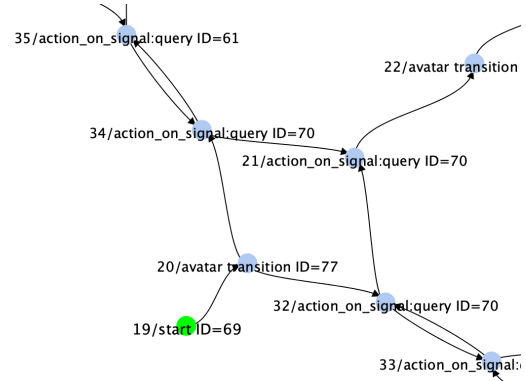 35/action_on_signal:query ID=61
22/avatar transition
34/action_on_signal:query ID=70
21/action_on_signal:query ID=70
20/avatar transition ID=77
32/action_on_signal:query ID=70
19/start ID=69
33/action_on_signal: